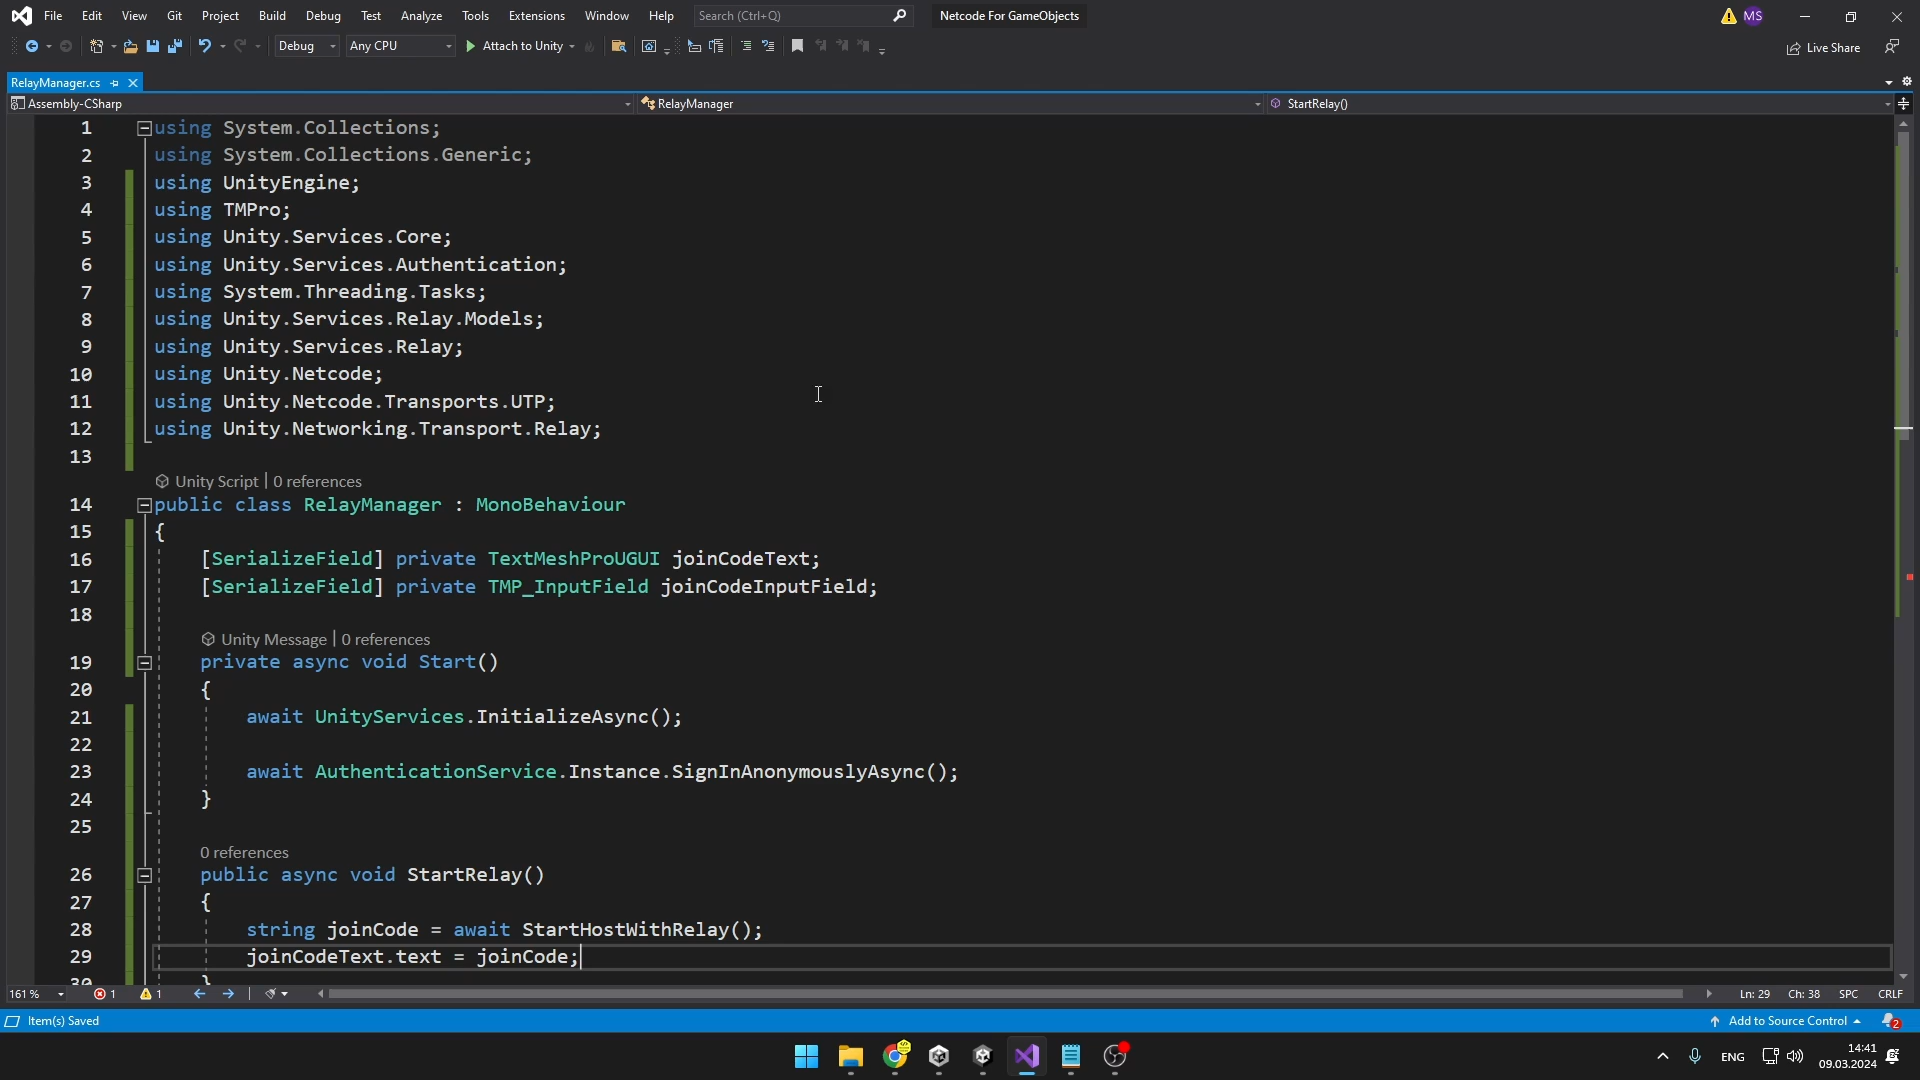 File Edit View Git Project Build Debug Test Analyze Tools Extensions Window Help Search (Ctrl+Q) Netcode For GameObjects MS
Debug Any CPU Attach to Unity Live Share
RelayManager.cs
Assembly-CSharp RelayManager StartRelay()
1 using System.Collections;
2 using System.Collections.Generic;
3 using UnityEngine;
4 using TMPro;
5 using Unity.Services.Core;
6 using Unity.Services.Authentication;
7 using System.Threading.Tasks;
8 using Unity.Services.Relay.Models;
9 using Unity.Services.Relay;
10 using Unity.Netcode;
11 using Unity.Netcode.Transports.UTP;
12 using Unity.Networking.Transport.Relay;
13
Unity Script | 0 references
14 public class RelayManager : MonoBehaviour
15 {
16 [SerializeField] private TextMeshProUGUI joinCodeText;
17 [SerializeField] private TMP_InputField joinCodeInputField;
18
Unity Message | 0 references
19 private async void Start()
20 {
21 await UnityServices.InitializeAsync();
22
23 await AuthenticationService.Instance.SignInAnonymouslyAsync();
24 }
25
0 references
26 public async void StartRelay()
27 {
28 string joinCode = await StartHostWithRelay();
29 joinCodeText.text = joinCode;
30 }
161 % 1 1 Ln: 29 Ch: 38 SPC CRLF
Item(s) Saved Add to Source Control 2
ENG 14:41
09.03.2024